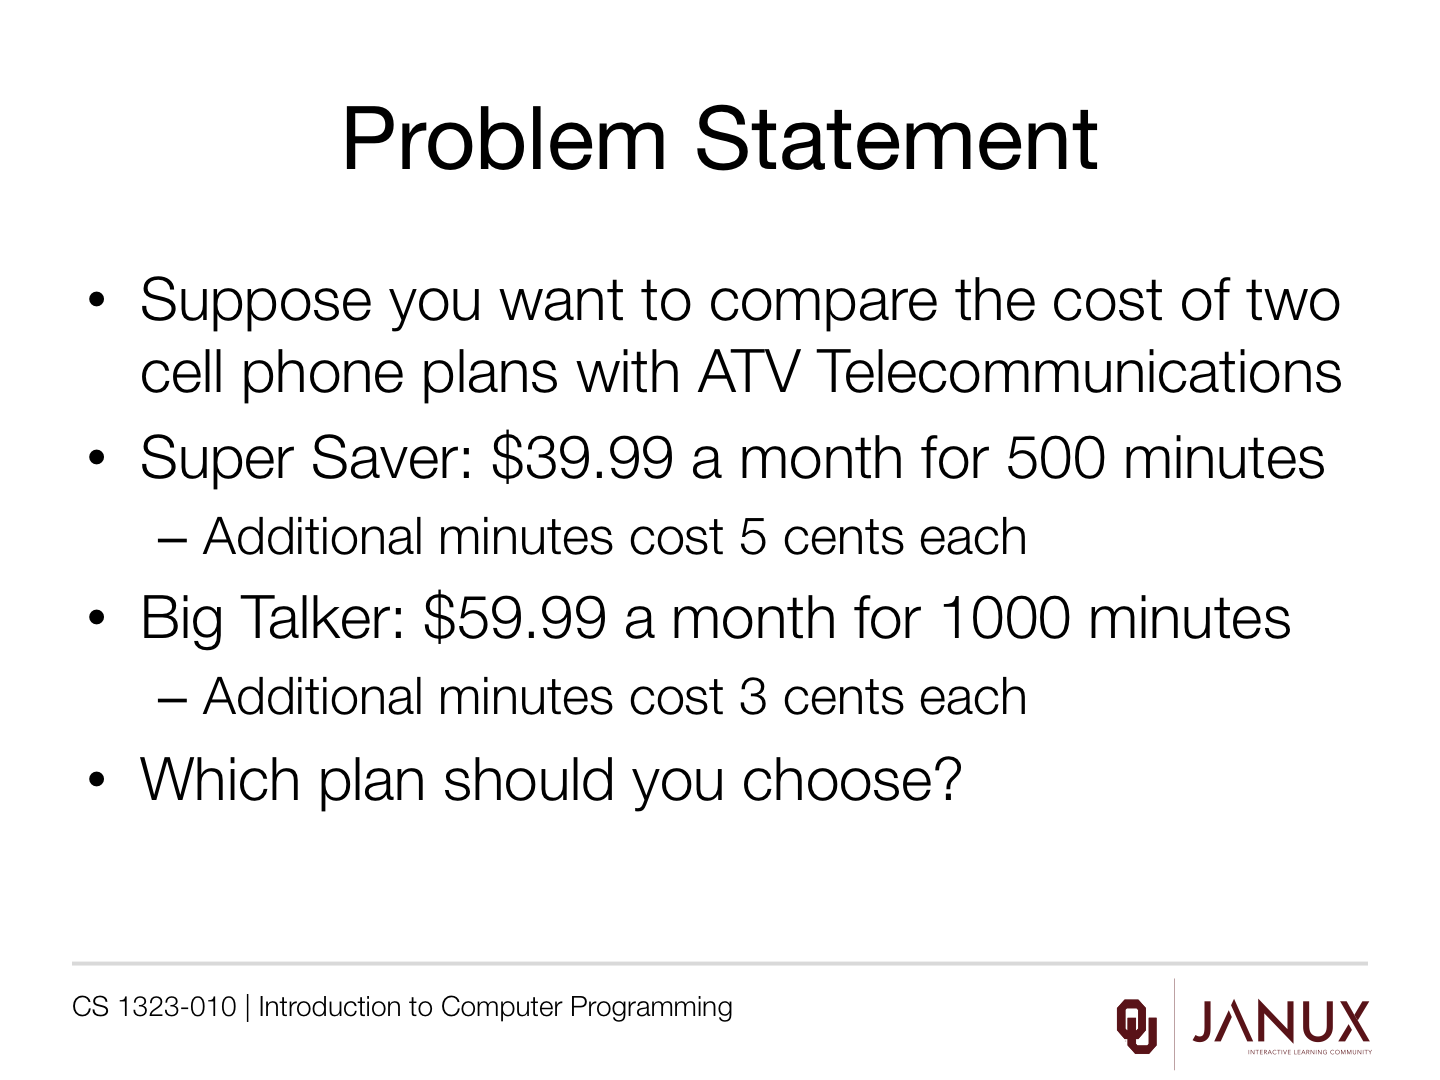 Problem Statement
• Suppose you want to compare the cost of two
cell phone plans with ATV Telecommunications
• Super Saver: $39.99 a month for 500 minutes
– Additional minutes cost 5 cents each
• Big Talker: $59.99 a month for 1000 minutes
– Additional minutes cost 3 cents each
• Which plan should you choose?
CS 1323-010 | Introduction to Computer Programming
OU
JANUX
INTERACTIVE LEARNING COMMUNITY